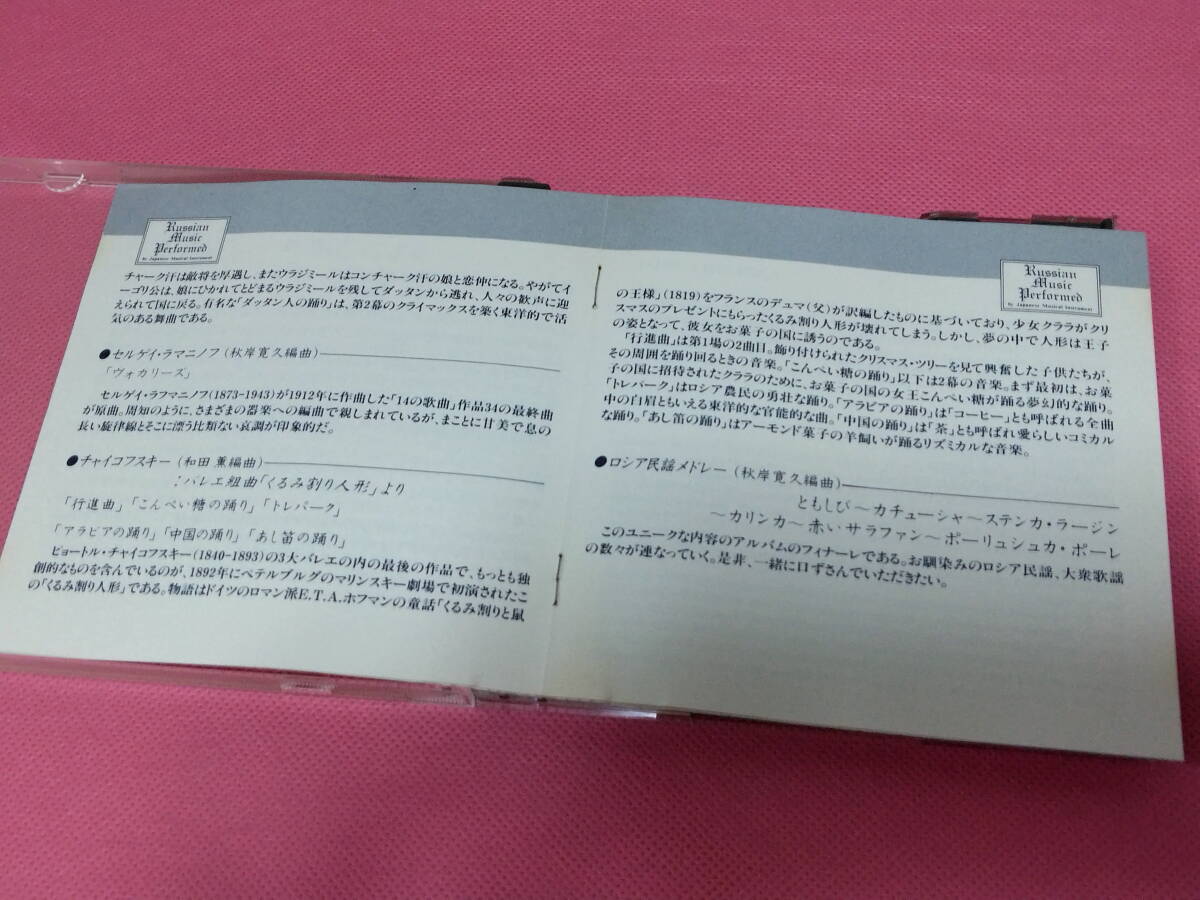 Russian
Music
Performed
by Japanese Musical Instrument
チャーク汗は敵将を厚遇し、またウラジミールはコンチャーク汗の娘と恋仲になる。やがてイ
ーゴリ公は、娘にひかれてとどまるウラジミールを残してダッタンから逃れ、人々の歓声に迎
えられて国に戻る。有名な「ダッタン人の踊り」は、第2幕のクライマックスを築く東洋的で活
気のある舞曲である。
●セルゲイ・ラマニノフ(秋岸寛久編曲)
「ヴォカリーズ」
セルゲイ・ラフマニノフ(1873-1943)が1912年に作曲した「14の歌曲」作品34の最終曲
が原曲。周知のように、さまざまの器楽への編曲で親しまれているが、まことに甘美で息の
長い旋律線とそこに漂う比類ない哀調が印象的だ。
●チャイコフスキー(和田 薫編曲)
:バレエ組曲「くるみ割り人形」より
「行進曲」「こんぺい糖の踊り」「トレパーク」
「アラビアの踊り」「中国の踊り」「あし笛の踊り」
ピョートル・チャイコフスキー(1840-1893)の3大バレエの内の最後の作品で、もっとも独
創的なものを含んでいるのが、1892年にペテルブルグのマリンスキー劇場で初演されたこ
の「くるみ割り人形」である。物語はドイツのロマン派E.T.A.ホフマンの童話「くるみ割りと鼠
Russian
Music
Performed
by Japanese Musical Instrument
の王様」(1819)をフランスのデュマ(父)が訳編したものに基づいており、少女クララがクリ
スマスのプレゼントにもらったくるみ割り人形が壊れてしまう。しかし、夢の中で人形は王子
の姿となって、彼女をお菓子の国に誘うのである。
「行進曲」は第1場の2曲目。飾り付けられたクリスマス・ツリーを見て興奮した子供たちが、
その周囲を踊り回るときの音楽。「こんぺい糖の踊り」以下は2幕の音楽。まず最初は、お菓
子の国に招待されたクララのために、お菓子の国の女王こんぺい糖が踊る夢幻的な踊り。
「トレパーク」はロシア農民の勇壮な踊り。「アラビアの踊り」は「コーヒー」とも呼ばれる全曲
中の白眉ともいえる東洋的な官能的な曲。「中国の踊り」は「茶」とも呼ばれ愛らしいコミカル
な踊り。「あし笛の踊り」はアーモンド菓子の羊飼いが踊るリズミカルな音楽。
●ロシア民謡メドレー(秋岸寛久編曲)
ともしび～カチューシャ～ステンカ・ラージン
～カリンカ～赤いサラファン～ポーリュシュカ・ポーレ
このユニークな内容のアルバムのフィナーレである。お馴染みのロシア民謡、大衆歌謡
の数々が連なっていく。是非、一緒に口ずさんでいただきたい。